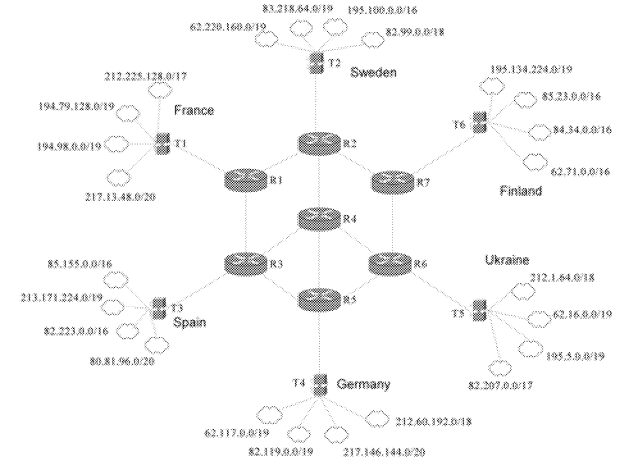 83.218.64.0/19
195.100.0.0/16
62.220.160.0/19
82.99.0.0/18
T2
Sweden
212.225.128.0/17
France
194.79.128.0/19
194.98.0.0/19
T1
217.13.48.0/20
195.134.224.0/19
85.23.0.0/16
T6
84.34.0.0/16
62.71.0.0/16
Finland
R2
R1
R7
R4
R3
R6
R5
85.155.0.0/16
213.171.224.0/19
T3
Spain
82.223.0.0/16
80.81.96.0/20
Ukraine
212.1.64.0/18
62.16.0.0/19
T5
195.5.0.0/19
82.207.0.0/17
T4
Germany
62.117.0.0/19
212.60.192.0/18
82.119.0.0/19
217.146.144.0/20